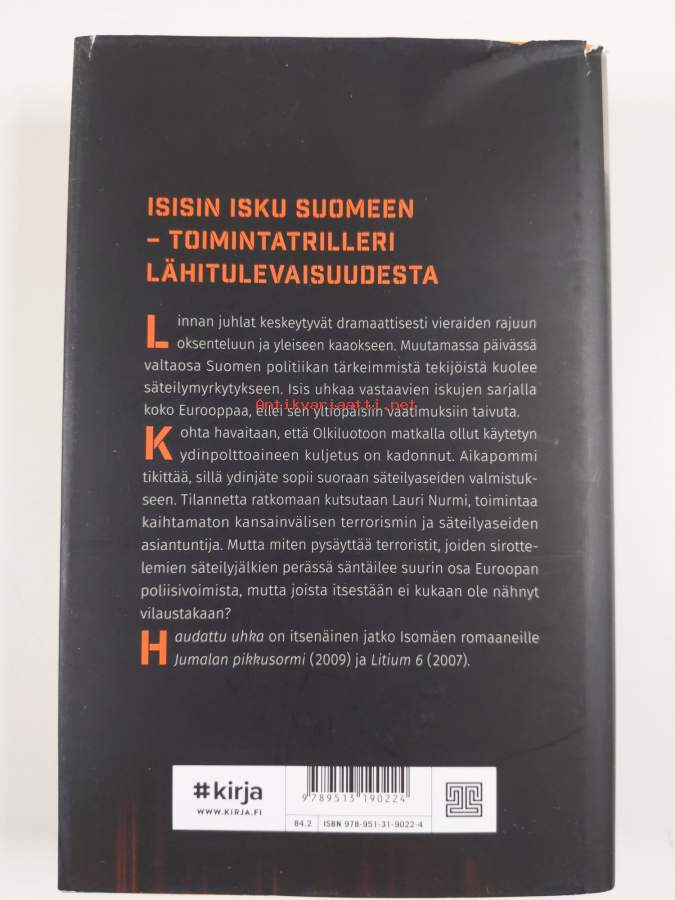 ISISIN ISKU SUOMEEN
– TOIMINTATRILLERI
LÄHITULEVAISUUDESTA
Linnan juhlat keskeytyvät dramaattisesti vieraiden rajuun
oksenteluun ja yleiseen kaaokseen. Muutamassa päivässä
valtaosa Suomen politiikan tärkeimmistä tekijöistä kuolee
säteilymyrkytykseen. Isis uhkaa vastaavien iskujen sarjalla
Antikvariaatti.net
koko Eurooppaa, ellei sen yltiöpäisiin vaatimuksiin taivuta.
Kohta havaitaan, että Olkiluotoon matkalla ollut käytetyn
ydinpolttoaineen kuljetus on kadonnut. Aikapommi
tikittää, sillä ydinjäte sopii suoraan säteilyaseiden valmistuk-
seen. Tilannetta ratkomaan kutsutaan Lauri Nurmi, toimintaa
kaihtamaton kansainvälisen terrorismin ja säteilyaseiden
asiantuntija. Mutta miten pysäyttää terroristit, joiden sirotte-
lemien säteilyjälkien perässä säntäilee suurin osa Euroopan
poliisivoimista, mutta joista itsestään ei kukaan ole nähnyt
vilaustakaan?
Haudattu uhka on itsenäinen jatko Isomäen romaaneille
Jumalan pikkusormi (2009) ja Litium 6 (2007).
#kirja
WWW.KIRJA.FI
9 789513 190224
84.2 ISBN 978-951-31-9022-4